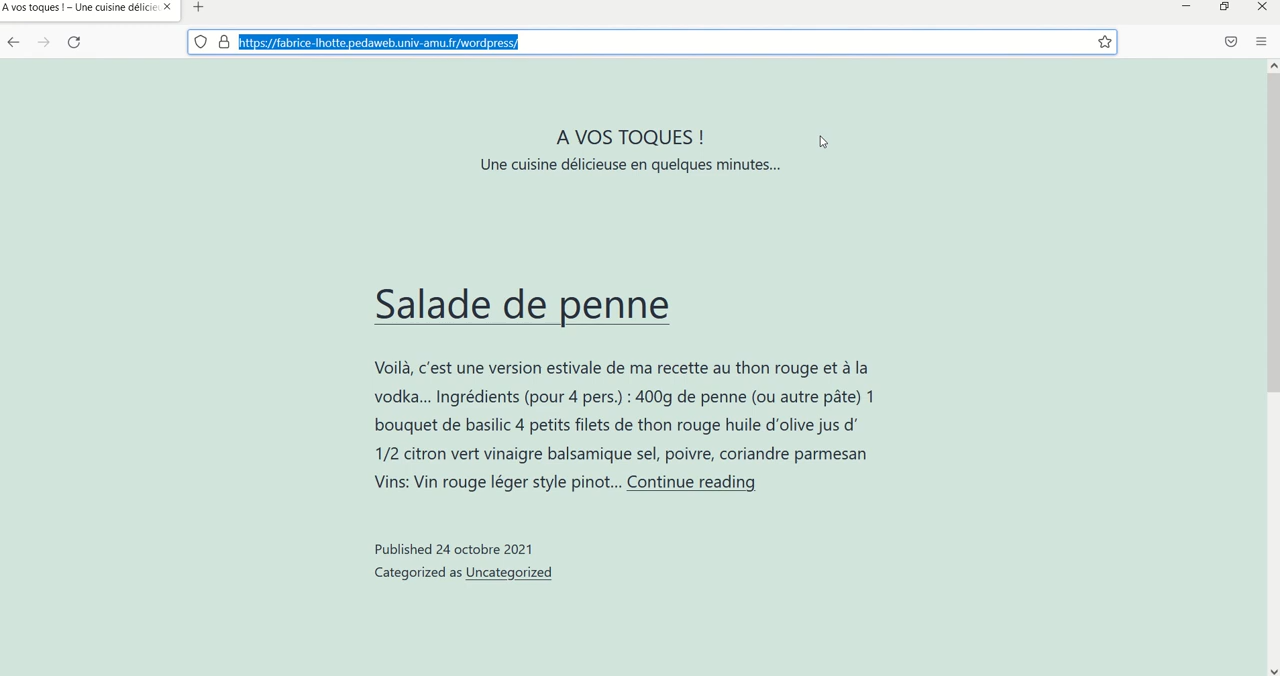 A vos toques ! – Une cuisine délicie
https://fabrice-lhotte.pedaweb.univ-amu.fr/wordpress/
A VOS TOQUES !
Une cuisine délicieuse en quelques minutes…
Salade de penne
Voilà, c’est une version estivale de ma recette au thon rouge et à la
vodka… Ingrédients (pour 4 pers.) : 400g de penne (ou autre pâte) 1
bouquet de basilic 4 petits filets de thon rouge huile d’olive jus d’
1/2 citron vert vinaigre balsamique sel, poivre, coriandre parmesan
Vins: Vin rouge léger style pinot… Continue reading
Published 24 octobre 2021
Categorized as Uncategorized